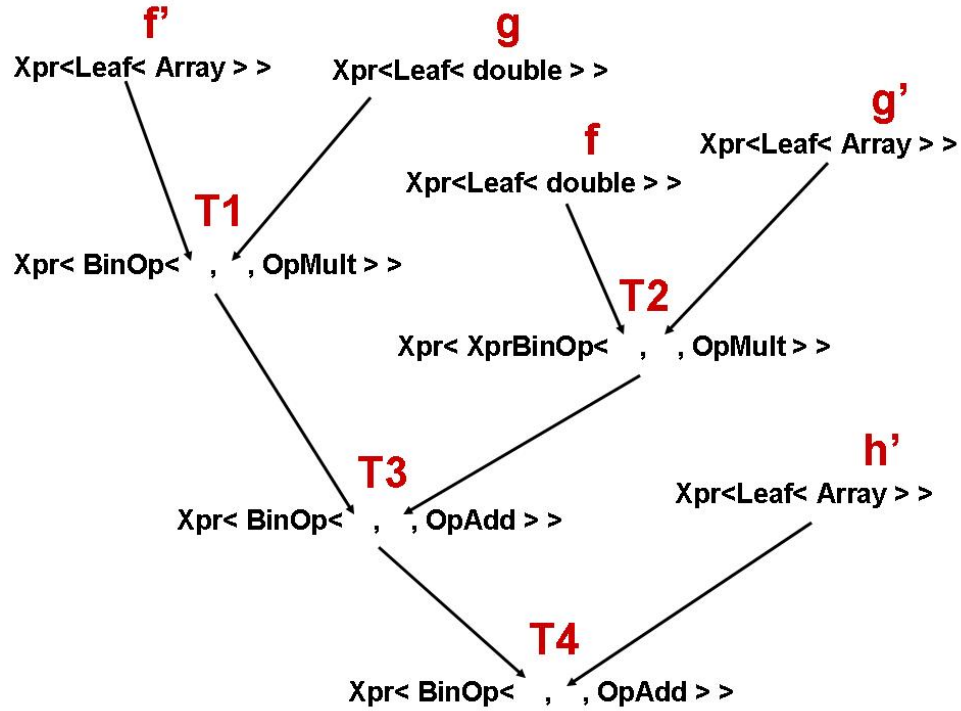 f’
g
Xpr<Leaf< Array > >
Xpr<Leaf< double > >
g’
f
Xpr<Leaf< Array > >
Xpr<Leaf< double > >
T1
Xpr< BinOp< , , OpMult > >
T2
Xpr< XprBinOp< , , OpMult > >
T3
h’
Xpr<Leaf< Array > >
Xpr< BinOp< , , OpAdd > >
T4
Xpr< BinOp< , , OpAdd > >